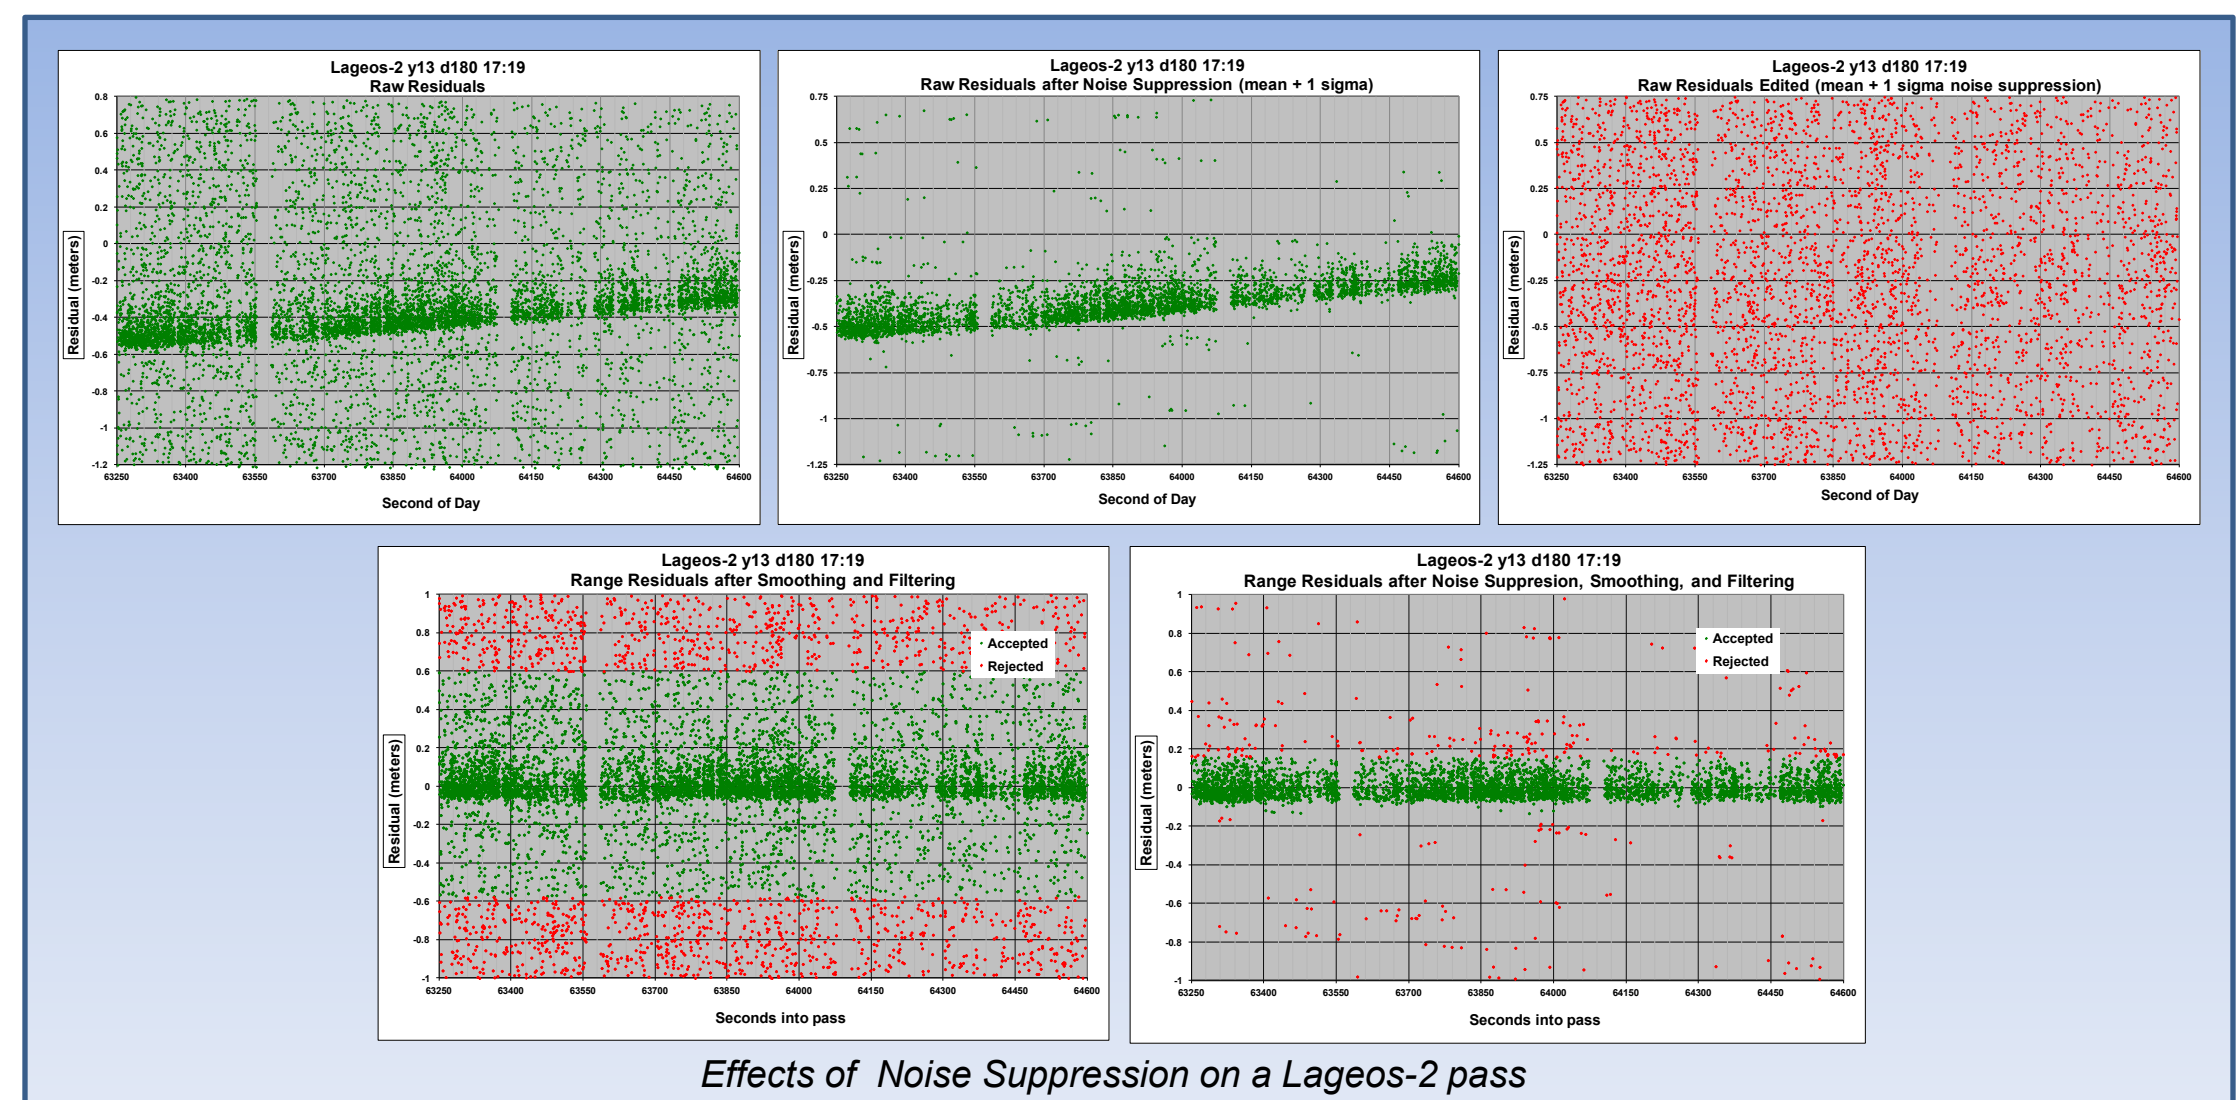 Lageos-2 y13 d180 17:19
Raw Residuals
Residual (meters)
0.8
0.6
0.4
0.2
0
-0.2
-0.4
-0.6
-0.8
-1
-1.2
63250 63400 63550 63700 63850 64000 64150 64300 64450 64600
Second of Day
Lageos-2 y13 d180 17:19
Raw Residuals after Noise Suppression (mean + 1 sigma)
Residual (meters)
0.75
0.5
0.25
0
-0.25
-0.5
-0.75
-1
-1.25
63250 63400 63550 63700 63850 64000 64150 64300 64450 64600
Second of Day
Lageos-2 y13 d180 17:19
Raw Residuals Edited (mean + 1 sigma noise suppression)
Residual (meters)
0.75
0.5
0.25
0
-0.25
-0.5
-0.75
-1
-1.25
63250 63400 63550 63700 63850 64000 64150 64300 64450 64600
Second of Day
Lageos-2 y13 d180 17:19
Range Residuals after Smoothing and Filtering
Residual (meters)
1
0.8
0.6
0.4
0.2
0
-0.2
-0.4
-0.6
-0.8
-1
Accepted
Rejected
63250 63400 63550 63700 63850 64000 64150 64300 64450 64600
Seconds into pass
Lageos-2 y13 d180 17:19
Range Residuals after Noise Suppresion, Smoothing, and Filtering
Residual (meters)
1
0.8
0.6
0.4
0.2
0
-0.2
-0.4
-0.6
-0.8
-1
Accepted
Rejected
63250 63400 63550 63700 63850 64000 64150 64300 64450 64600
Seconds into pass
Effects of Noise Suppression on a Lageos-2 pass